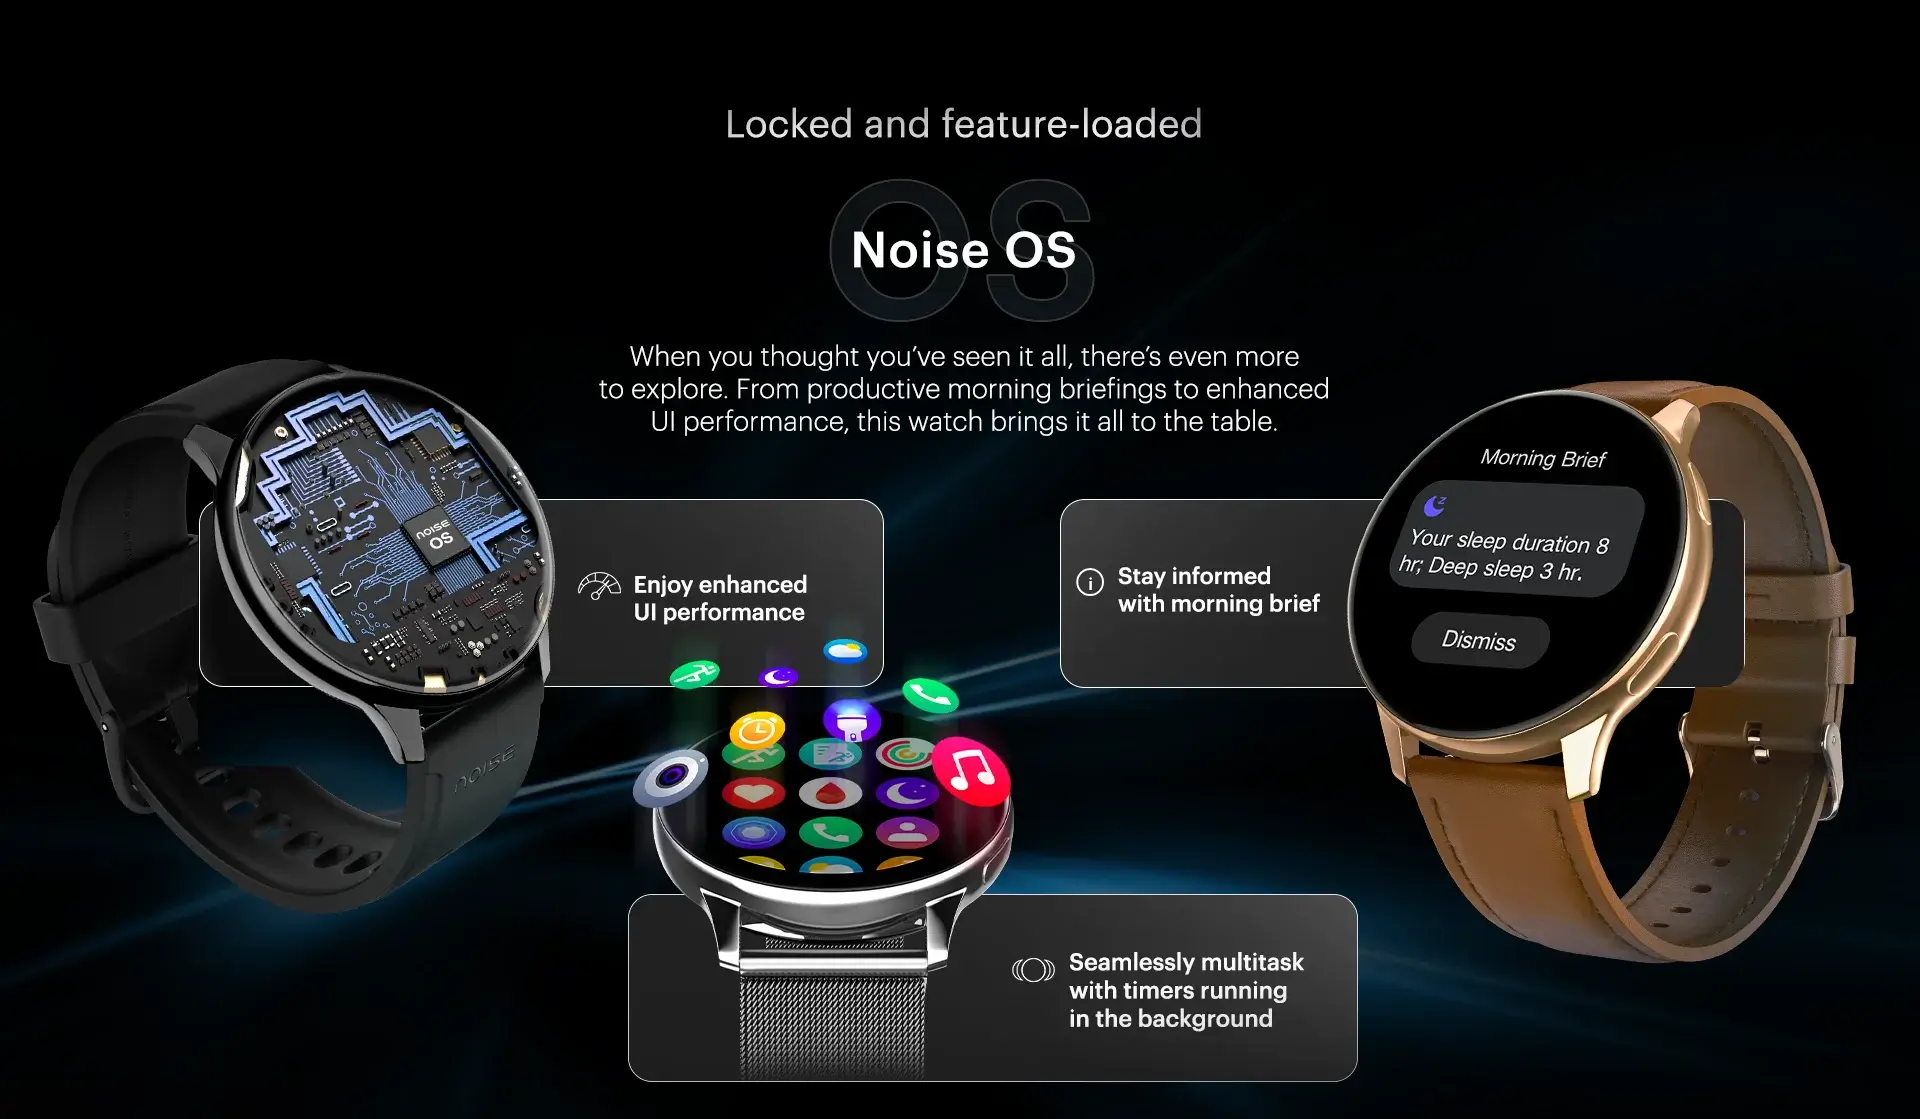 Locked and feature-loaded
OS
Noise OS
When you thought you've seen it all, there's even more
to explore. From productive morning briefings to enhanced
UI performance, this watch brings it all to the table.
noise
OS
Enjoy enhanced
UI performance
noise
Stay informed
with morning brief
Morning Brief
Your sleep duration 8
hr; Deep sleep 3 hr.
Dismiss
Seamlessly multitask
with timers running
in the background